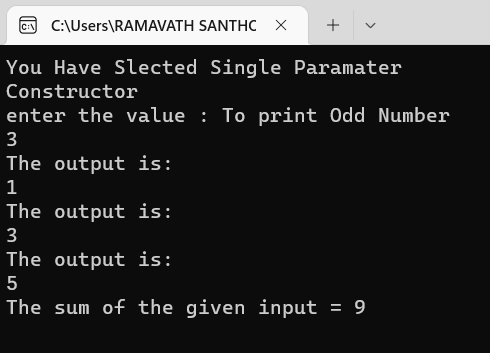 C:\Users\RAMAVATH SANTHC
You Have Slected Single Paramater
Constructor
enter the value : To print Odd Number
3
The output is:
1
The output is:
3
The output is:
5
The sum of the given input = 9